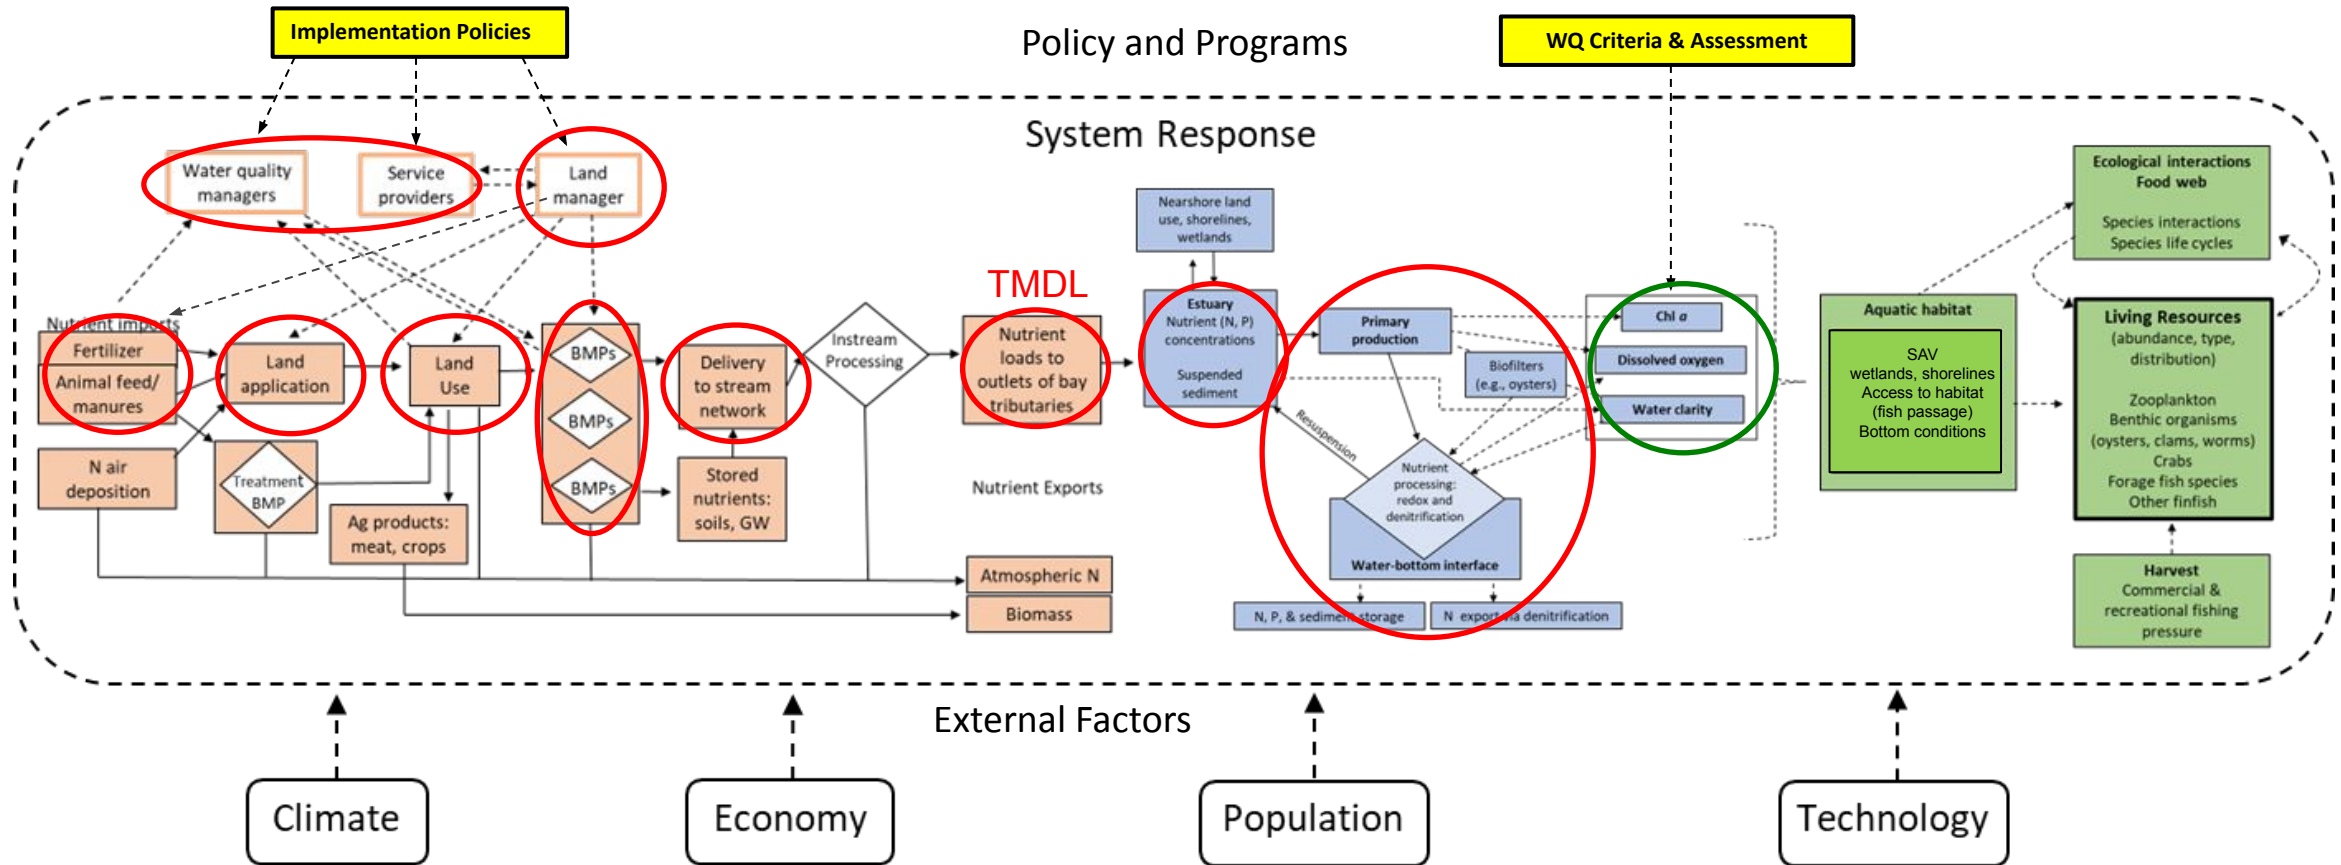 Implementation Policies
Policy and Programs
WQ Criteria & Assessment
System Response
Water quality
managers
Service
providers
Land
manager
Nutrient imports
Fertilizer
Animal feed/
manures
N air
deposition
Land
application
Treatment
BMP
Land
Use
Ag products:
meat, crops
BMPs
BMPs
BMPs
Delivery
to stream
network
Stored
nutrients:
soils, GW
Instream
Processing
TMDL
Nutrient
loads to
outlets of bay
tributaries
Nutrient Exports
Atmospheric N
Biomass
Nearshore land
use, shorelines,
wetlands
Estuary
Nutrient (N, P)
concentrations
Suspended
sediment
Primary
production
Biofilters
(e.g., oysters)
Resuspension
Nutrient
processing:
redox and
denitrification
Water-bottom interface
N, P, & sediment storage
N export via denitrification
Chl a
Dissolved oxygen
Water clarity
Aquatic habitat
SAV
wetlands, shorelines
Access to habitat
(fish passage)
Bottom conditions
Ecological interactions
Food web
Species interactions
Species life cycles
Living Resources
(abundance, type,
distribution)
Zooplankton
Benthic organisms
(oysters, clams, worms)
Crabs
Forage fish species
Other finfish
Harvest
Commercial &
recreational fishing
pressure
External Factors
Climate
Economy
Population
Technology